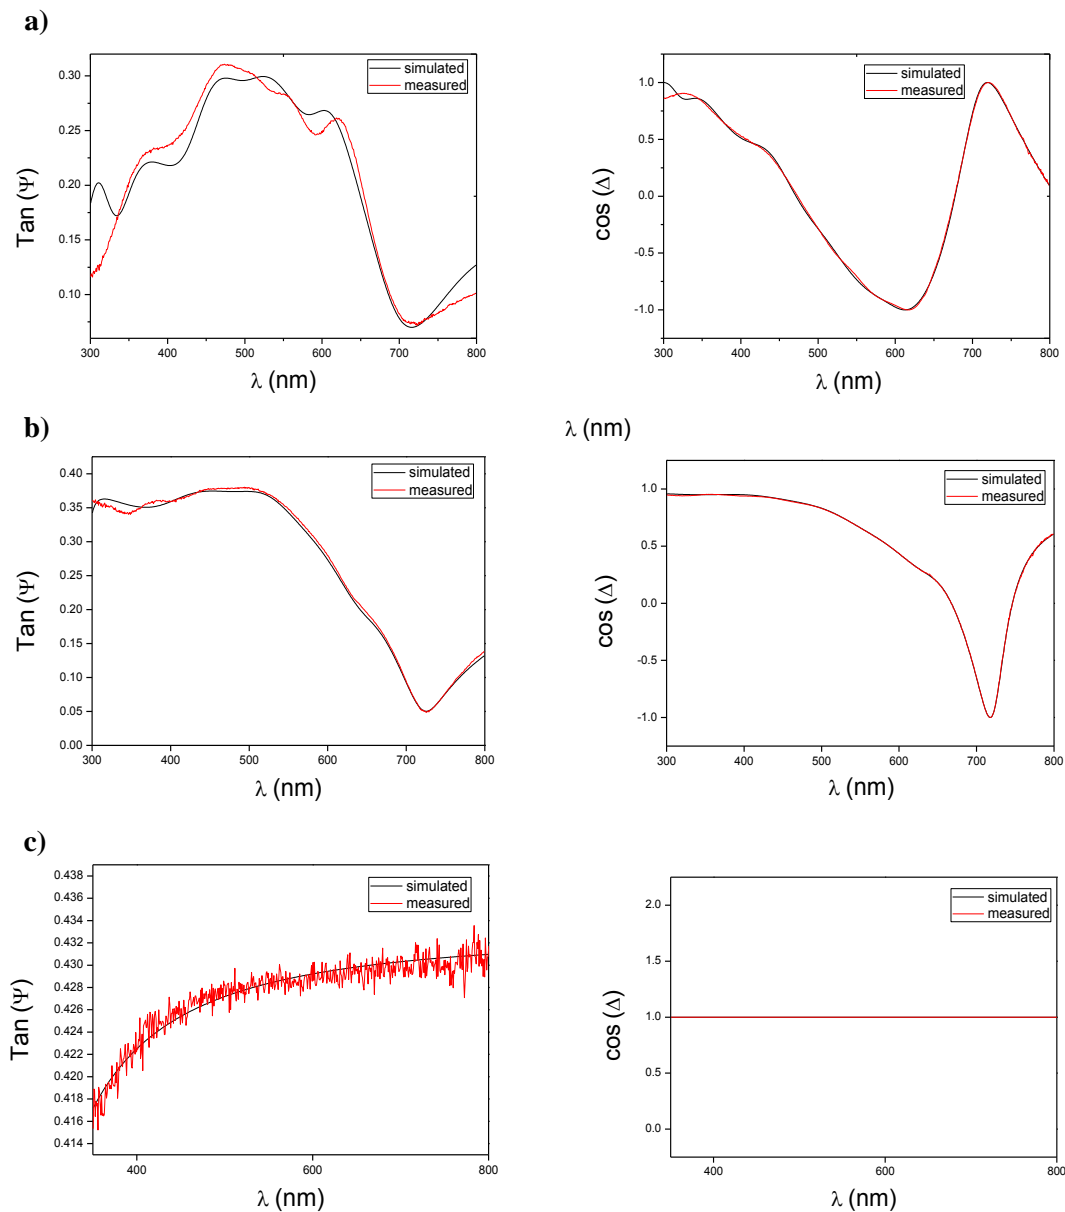 a)
simulated
measured
0.30
0.25
0.20
0.15
0.10
Tan (Ψ)
300 400 500 600 700 800
λ (nm)
simulated
measured
1.0
0.5
0.0
-0.5
-1.0
cos (Δ)
300 400 500 600 700 800
λ (nm)
b)
λ (nm)
simulated
measured
0.40
0.35
0.30
0.25
0.20
0.15
0.10
0.05
0.00
Tan (Ψ)
300 400 500 600 700 800
λ (nm)
simulated
measured
1.0
0.5
0.0
-0.5
-1.0
cos (Δ)
300 400 500 600 700 800
λ (nm)
c)
simulated
measured
0.438
0.436
0.434
0.432
0.430
0.428
0.426
0.424
0.422
0.420
0.418
0.416
0.414
Tan (Ψ)
400 600 800
λ (nm)
simulated
measured
2.0
1.5
1.0
0.5
0.0
cos (Δ)
400 600 800
λ (nm)